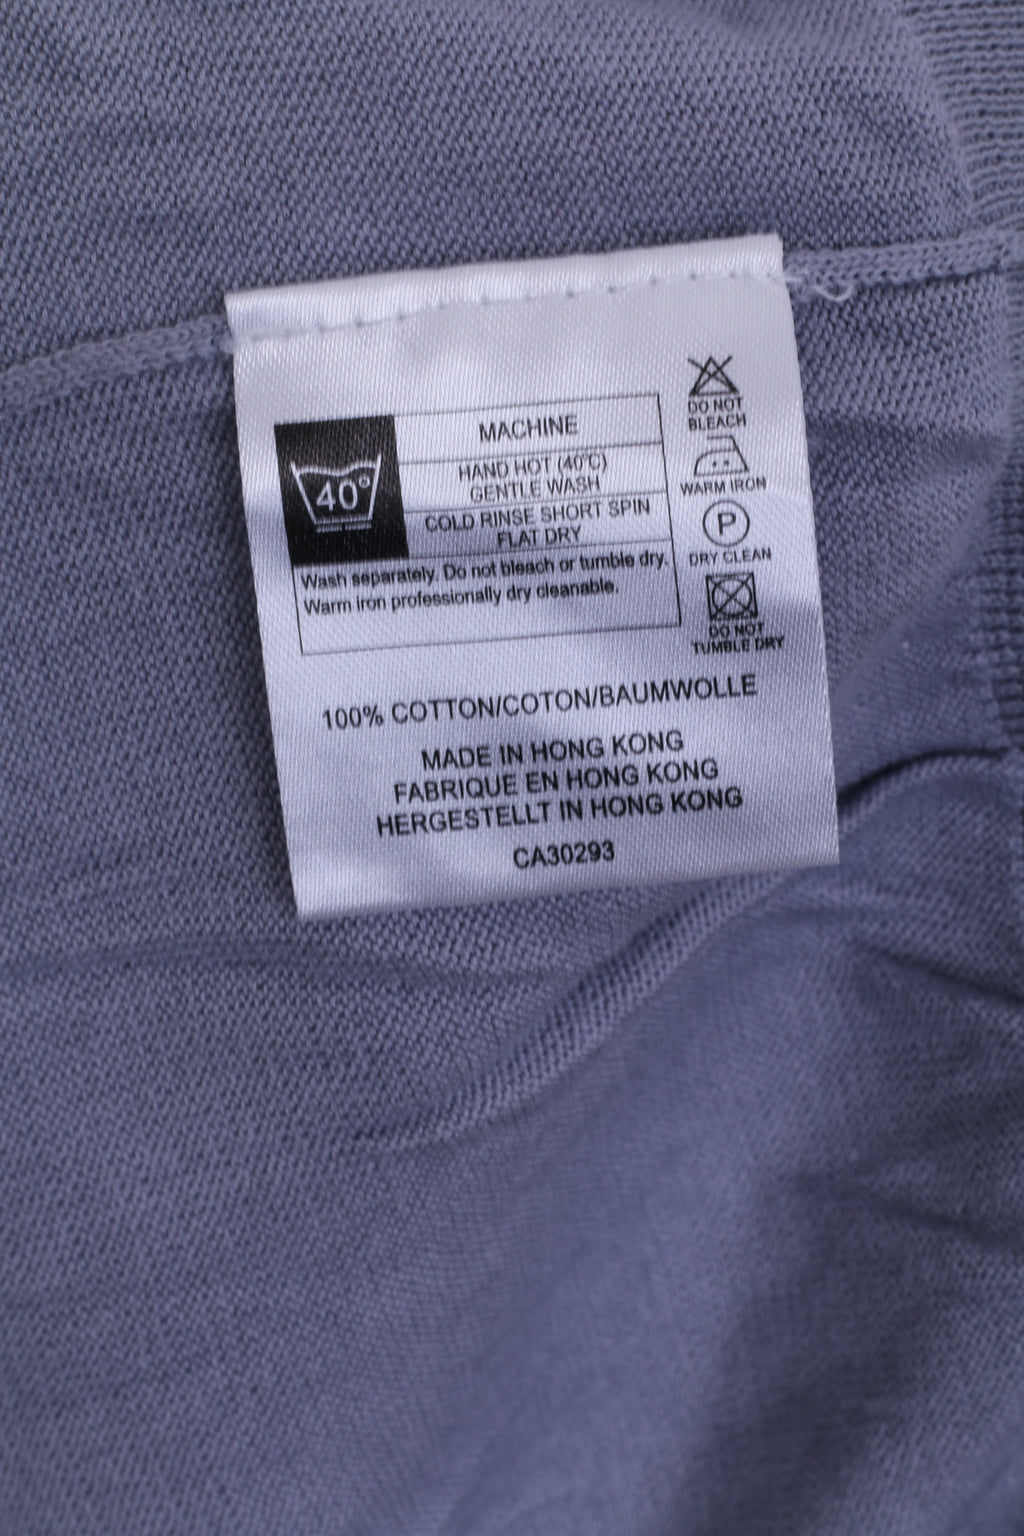 40°
MACHINE
HAND HOT (40°C)
GENTLE WASH
COLD RINSE SHORT SPIN
FLAT DRY
Wash separately. Do not bleach or tumble dry.
Warm iron professionally dry cleanable.
DO NOT
BLEACH
WARM IRON
P
DRY CLEAN
DO NOT
TUMBLE DRY
100% COTTON/COTON/BAUMWOLLE
MADE IN HONG KONG
FABRIQUE EN HONG KONG
HERGESTELLT IN HONG KONG
CA30293